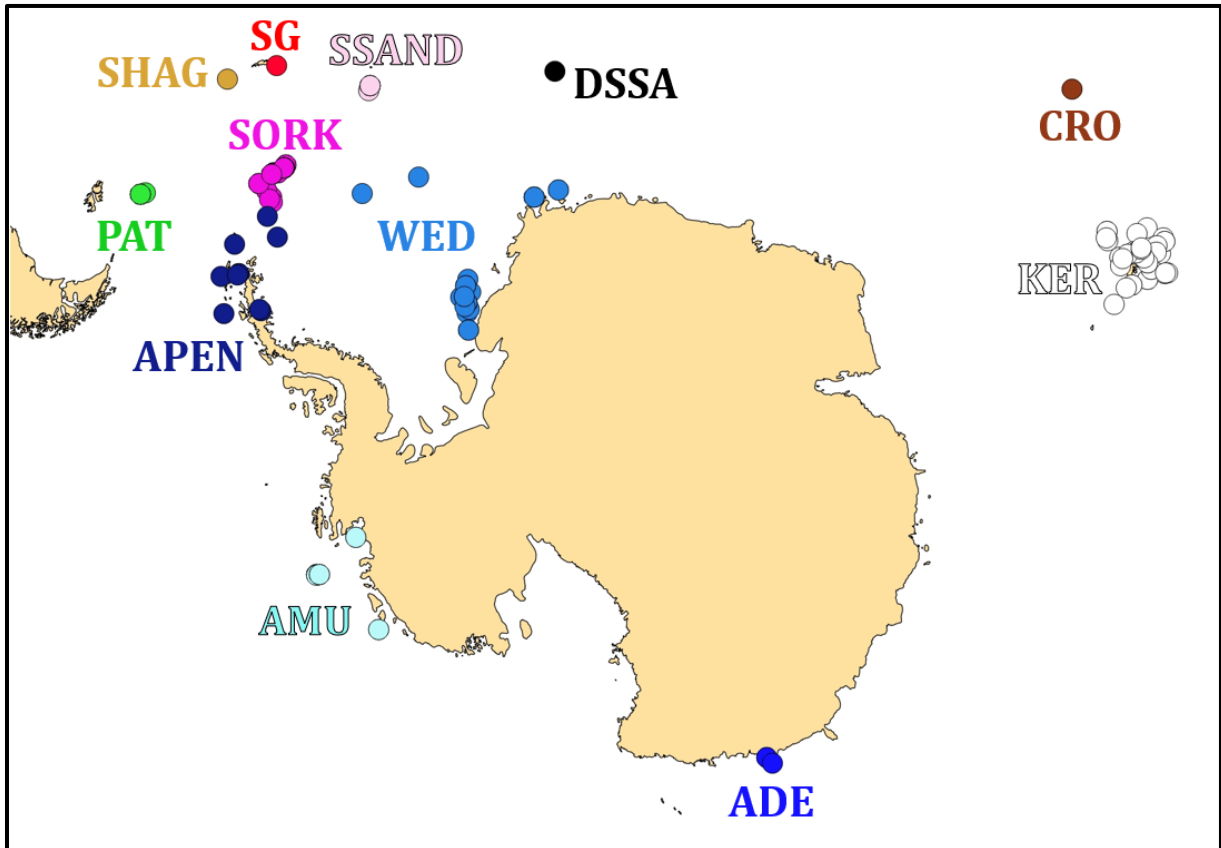 SG
SSAND
SHAG
DSSA
CRO
SORK
PAT
WED
KER
APEN
AMU
ADE